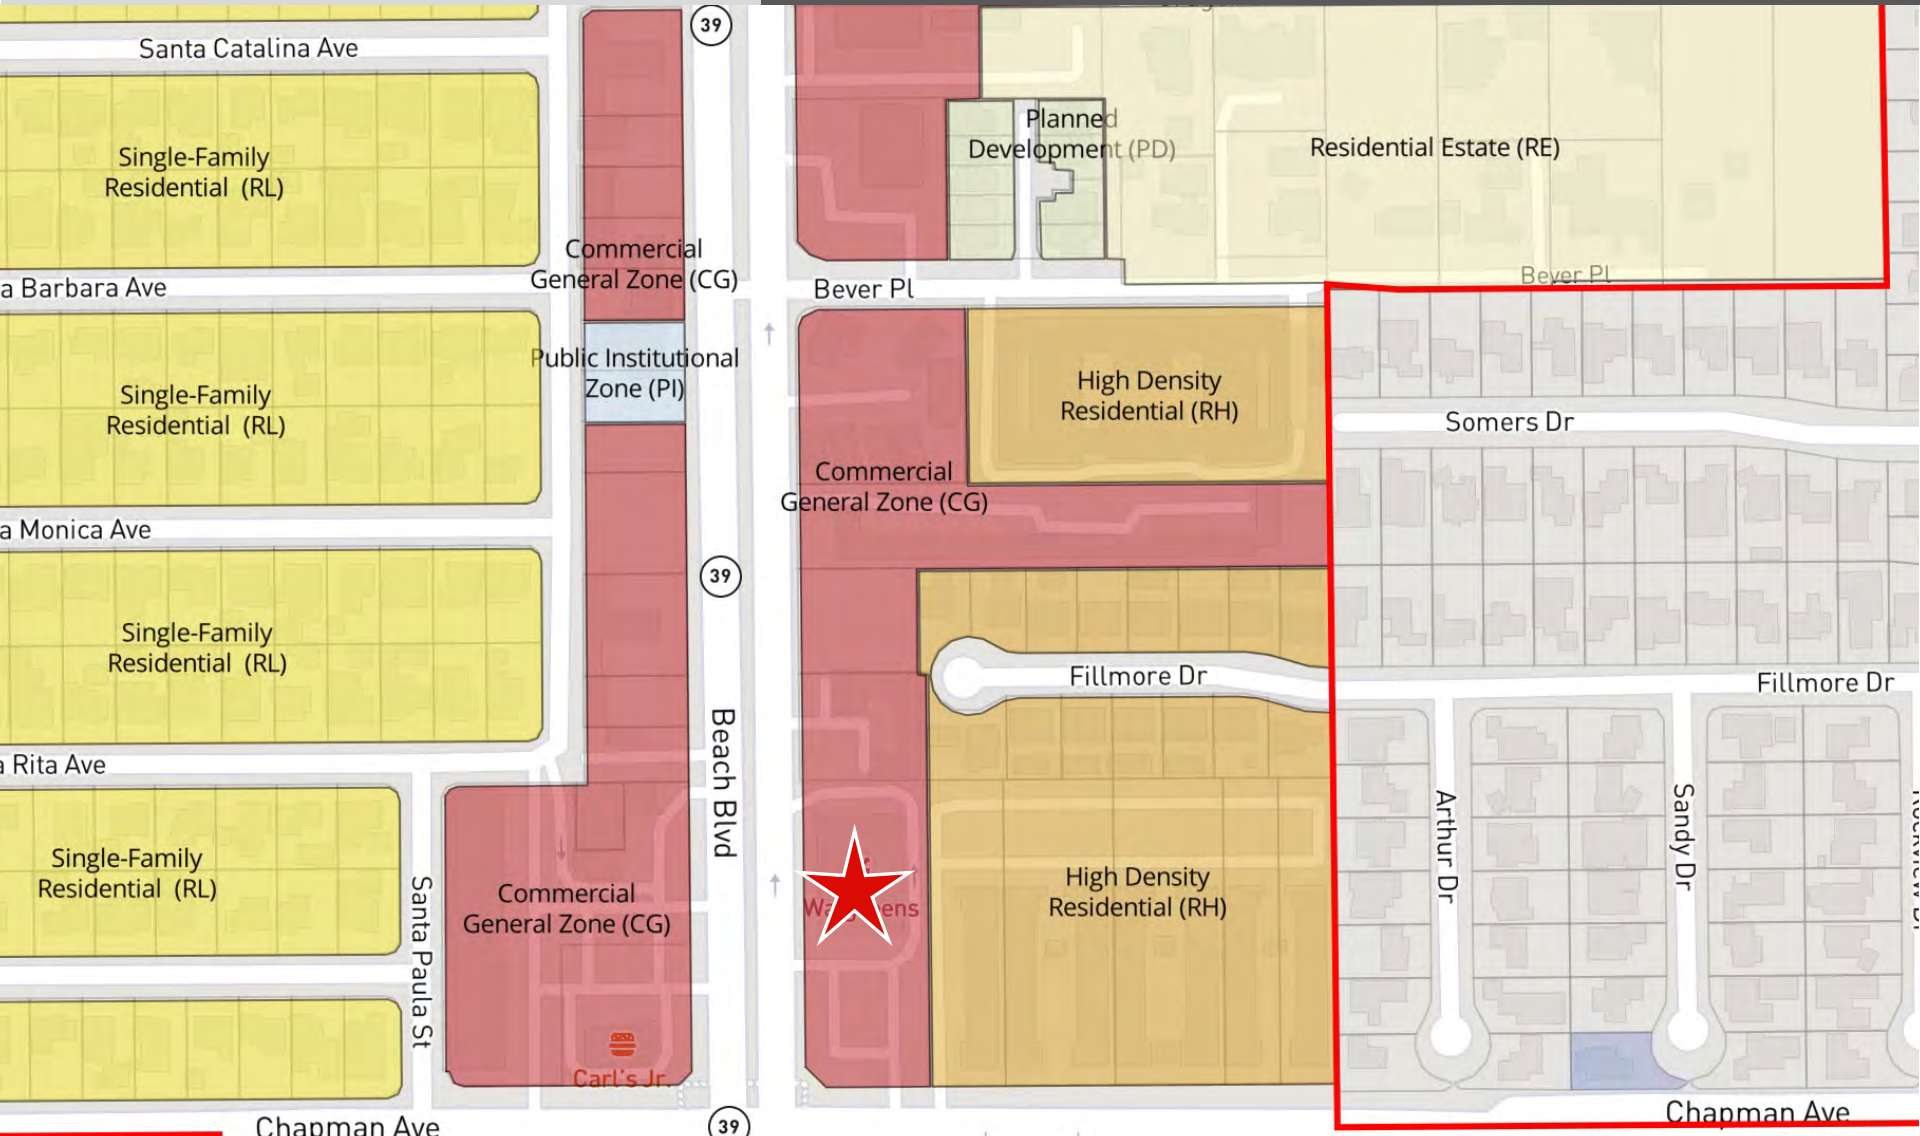 39
Santa Catalina Ave
Single-Family
Residential (RL)
Planned
Development (PD)
Residential Estate (RE)
Commercial
General Zone (CG)
a Barbara Ave
Bever Pl
Bever Pl
Public Institutional
Zone (PI)
Single-Family
Residential (RL)
High Density
Residential (RH)
Somers Dr
Commercial
General Zone (CG)
a Monica Ave
39
Single-Family
Residential (RL)
Fillmore Dr
Fillmore Dr
Beach Blvd
a Rita Ave
Arthur Dr
Sandy Dr
Single-Family
Residential (RL)
Santa Paula St
Commercial
General Zone (CG)
High Density
Residential (RH)
Carl's Jr.
Chapman Ave
39
Chapman Ave